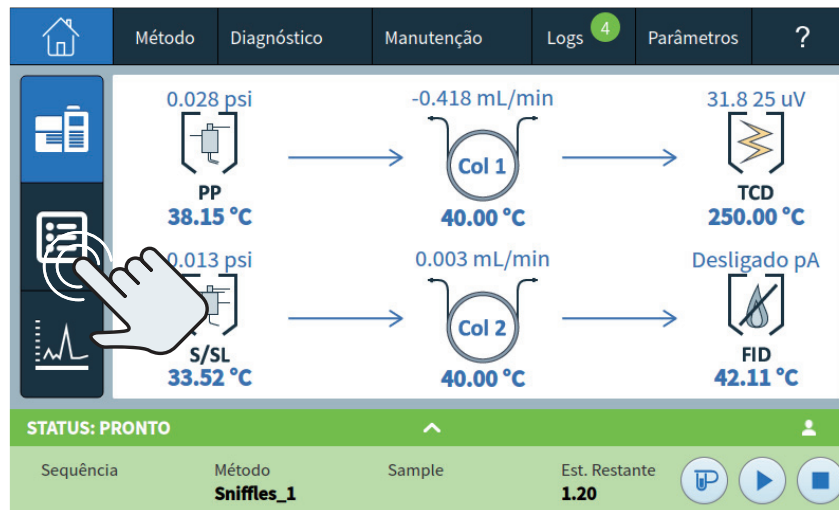 Método Diagnóstico Manutenção Logs 4 Parâmetros ?
0.028 psi -0.418 mL/min 31.8 25 uV
Col 1
PP TCD
38.15 °C 40.00 °C 250.00 °C
0.013 psi 0.003 mL/min Desligado pA
Col 2
S/SL FID
33.52 °C 40.00 °C 42.11 °C
STATUS: PRONTO
Sequência Método Sample Est. Restante
Sniffles_1 1.20